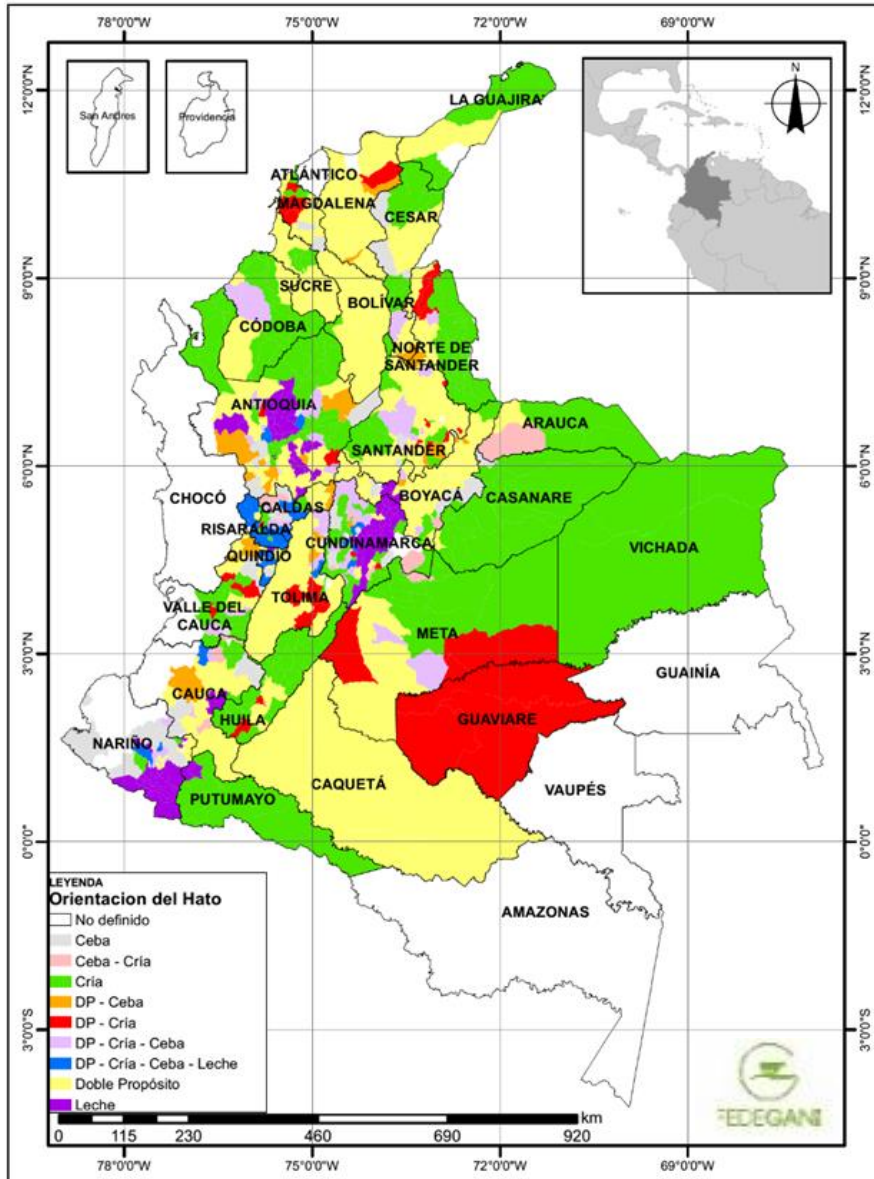 78°0'0"W 75°0'0"W 72°0'0"W 69°0'0"W
12°0'0"N
12°0'0"N
9°0'0"N
9°0'0"N
6°0'0"N
6°0'0"N
3°0'0"N
3°0'0"N
0°0'0"
0°0'0"
3°0'0"S
3°0'0"S
San Andres
Providencia
N
LA GUAJIRA
ATLÁNTICO
MAGDALENA
CESAR
SUCRE
BOLÍVAR
CÓDOBA
NORTE DE
SANTANDER
ANTIOQUIA
ARAUCA
SANTANDER
CHOCÓ
BOYACÁ
CASANARE
CALDAS
RISARALDA
CUNDINAMARCA
VICHADA
QUINDIÓ
TOLIMA
VALLE DEL
CAUCA
META
GUAINÍA
CAUCA
HUILA
GUAVIARE
NARIÑO
CAQUETÁ
VAUPÉS
PUTUMAYO
AMAZONAS
LEYENDA
Orientacion del Hato
No definido
Ceba
Ceba - Cría
Cría
DP - Ceba
DP - Cría
DP - Cría - Ceba
DP - Cría - Ceba - Leche
Doble Propósito
Leche
km
0 115 230 460 690 920
FEDEGAN
78°0'0"W 75°0'0"W 72°0'0"W 69°0'0"W